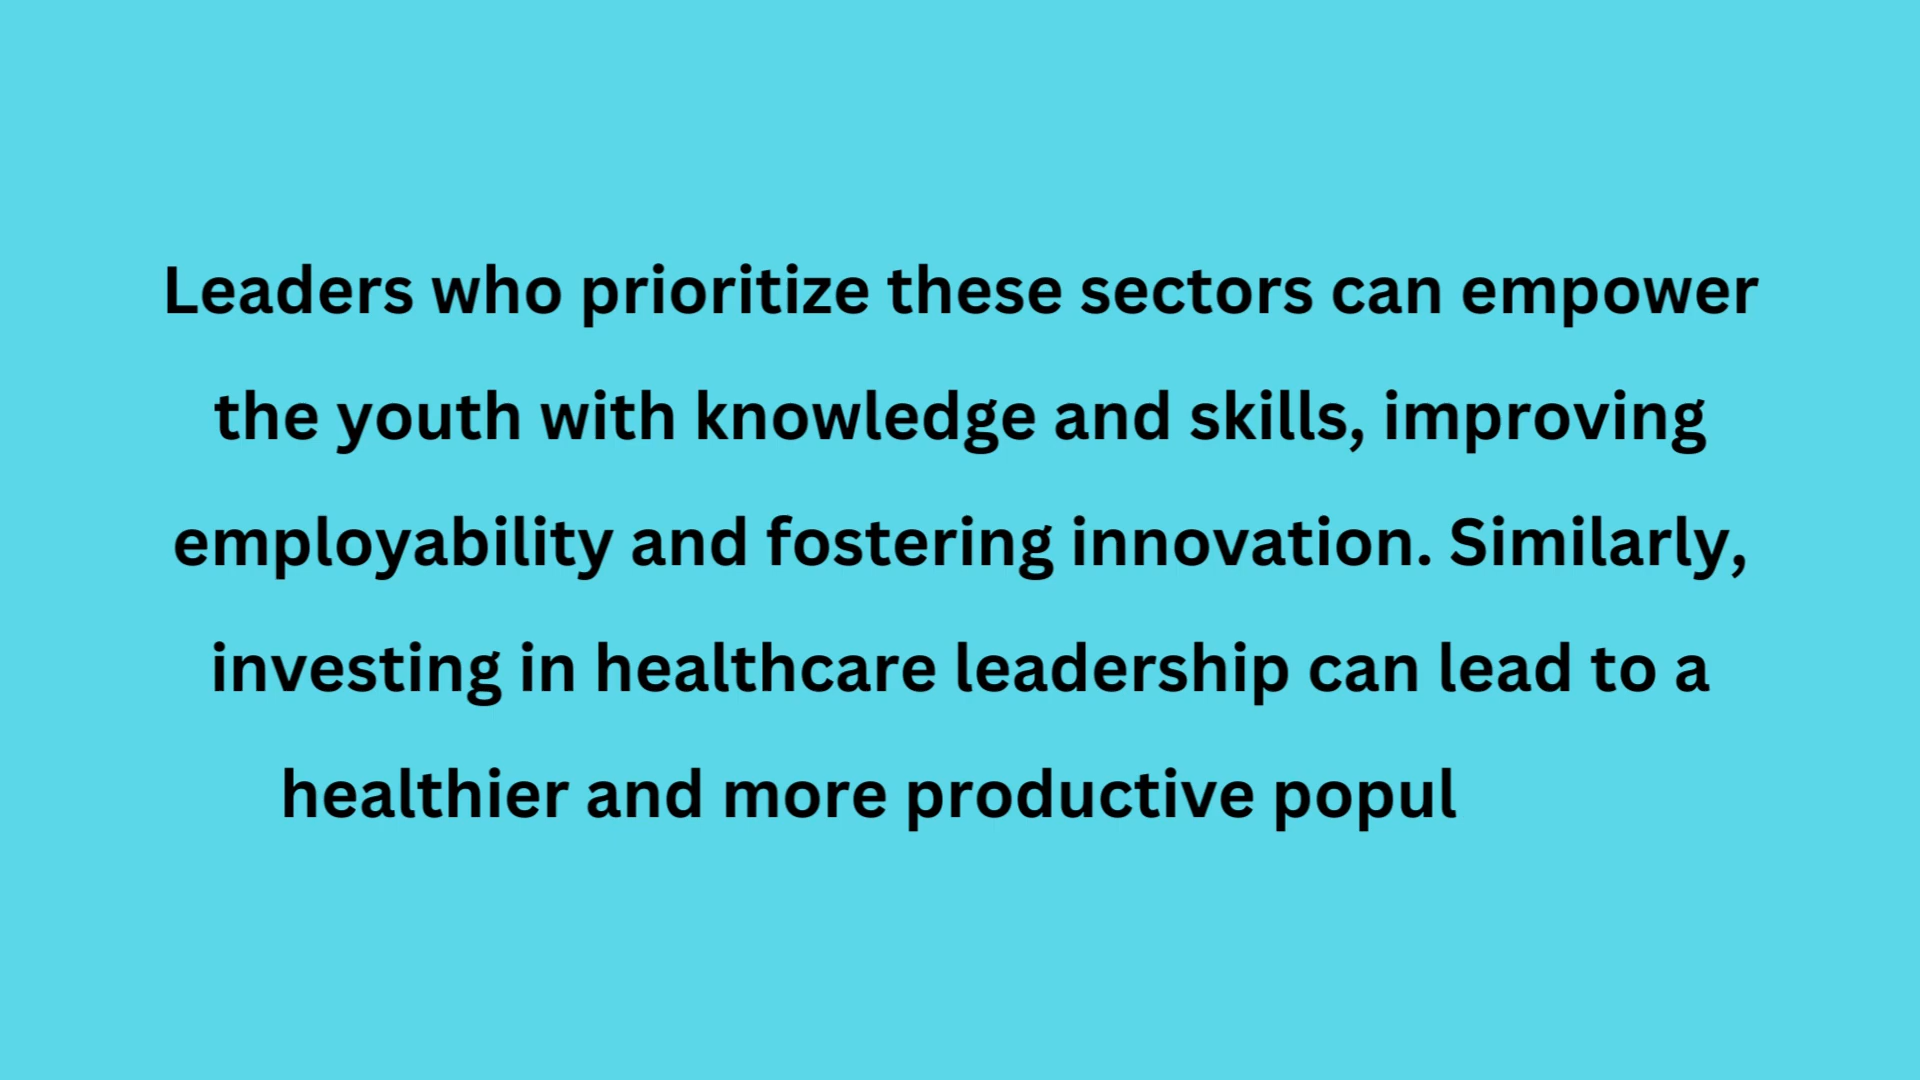 Leaders who prioritize these sectors can empower
the youth with knowledge and skills, improving
employability and fostering innovation. Similarly,
investing in healthcare leadership can lead to a
healthier and more productive popul